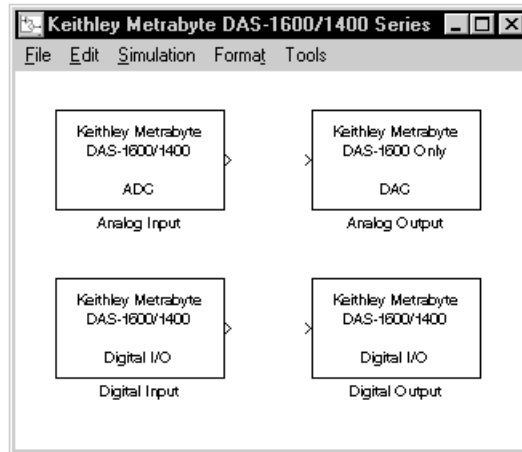 Keithley Metrabyte DAS-1600/1400 Series
File Edit Simulation Format Tools
Keithley Metrabyte
DAS-1600/1400
ADC
Analog Input
Keithley Metrabyte
DAS-1600 Only
DAC
Analog Output
Keithley Metrabyte
DAS-1600/1400
Digital I/O
Digital Input
Keithley Metrabyte
DAS-1600/1400
Digital I/O
Digital Output